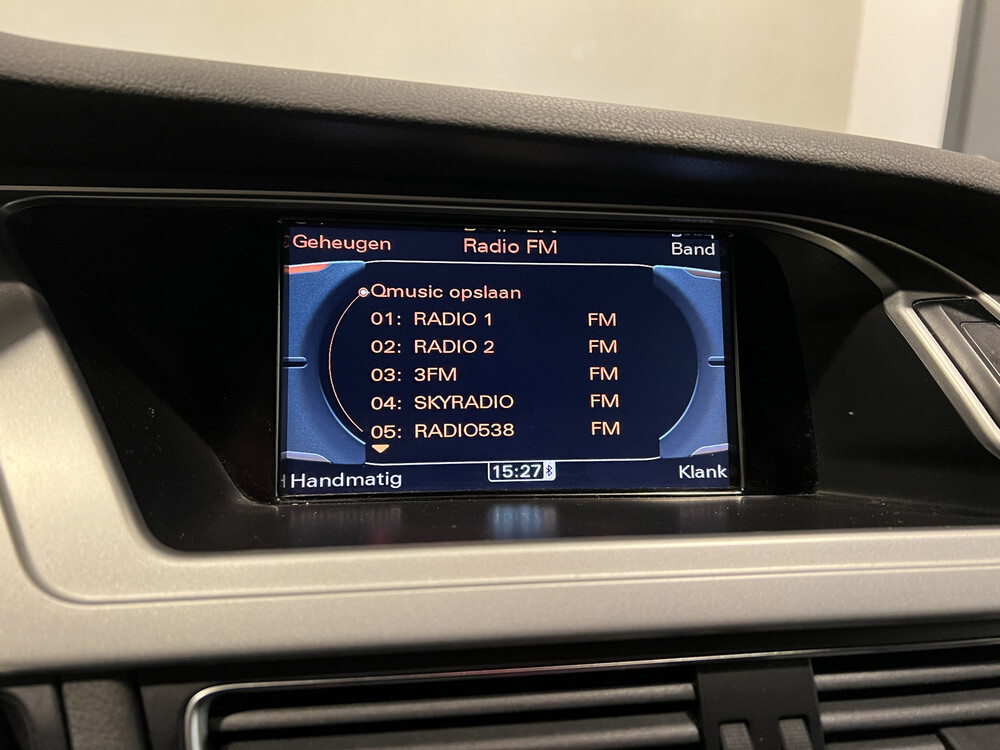 Geheugen
Radio FM
Band
Qmusic opslaan
01: RADIO 1 FM
02: RADIO 2 FM
03: 3FM FM
04: SKYRADIO FM
05: RADIO538 FM
Handmatig
15:27
Klank